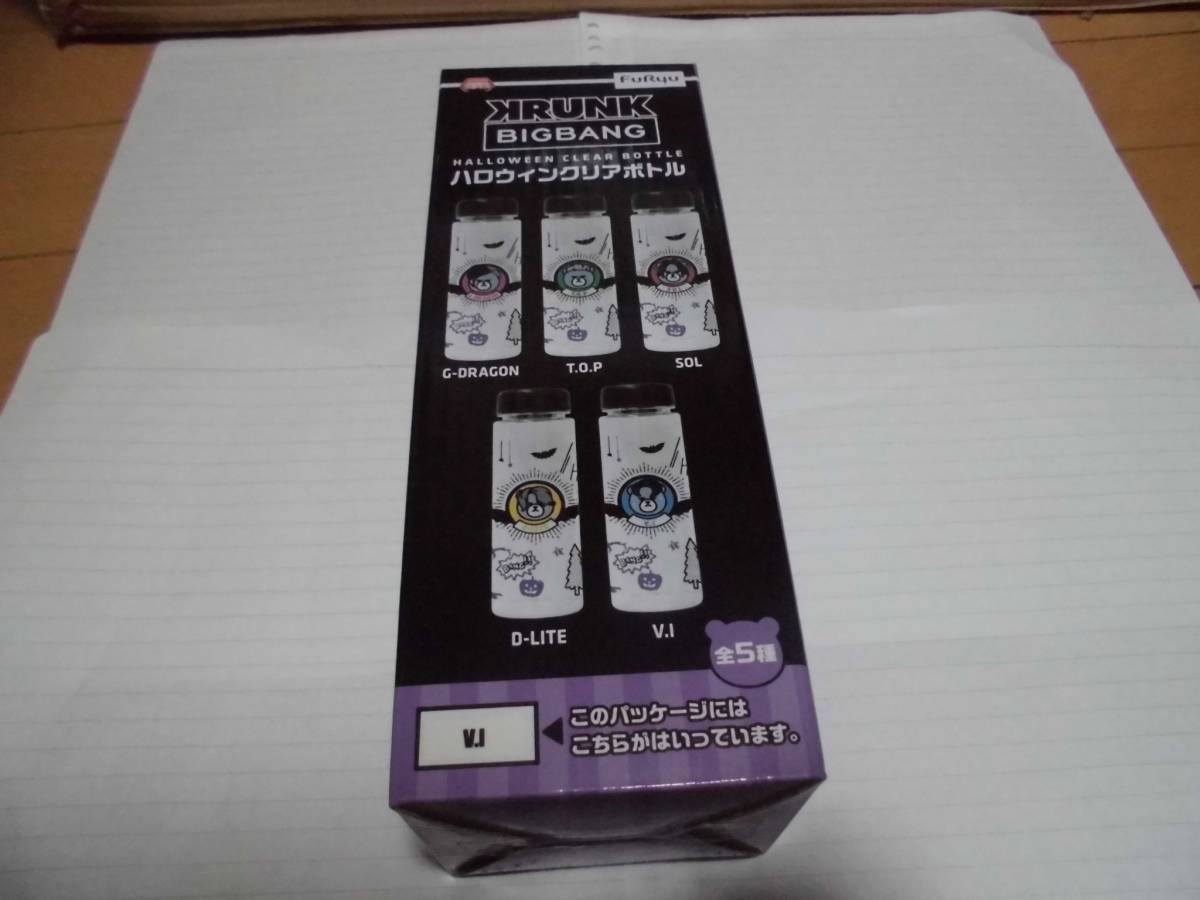 FuRyu
KRUNK
BIGBANG
HALLOWEEN CLEAR BOTTLE
ハロウィンクリアボトル
G-DRAGON
T.O.P
SOL
D-LITE
V.I
全5種
V.I
このパッケージには
こちらがはいっています。